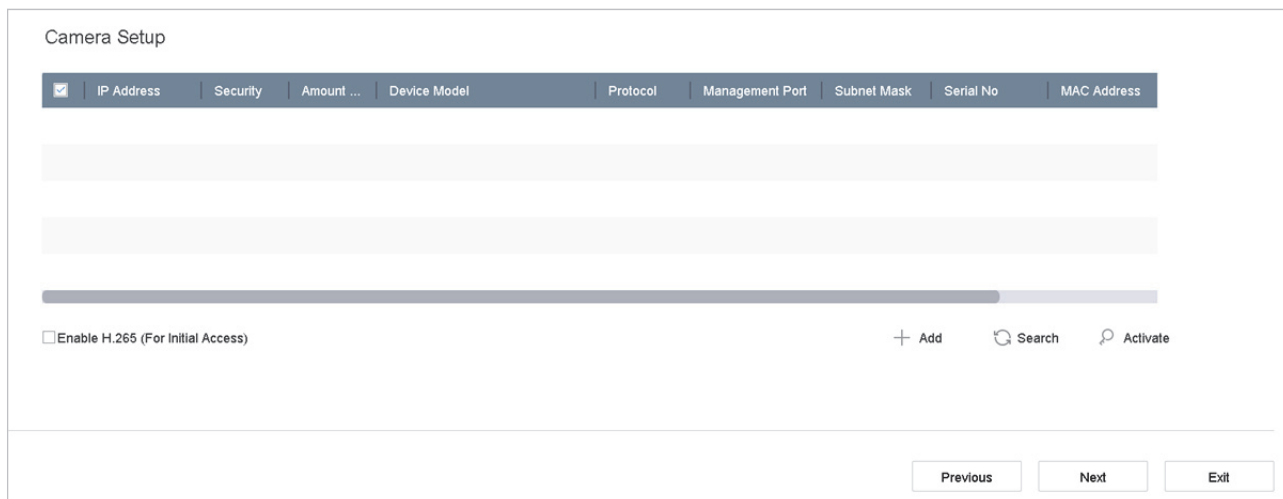 Camera Setup
IP Address Security Amount ... Device Model Protocol Management Port Subnet Mask Serial No MAC Address
Enable H.265 (For Initial Access) Add Search Activate
Previous Next Exit